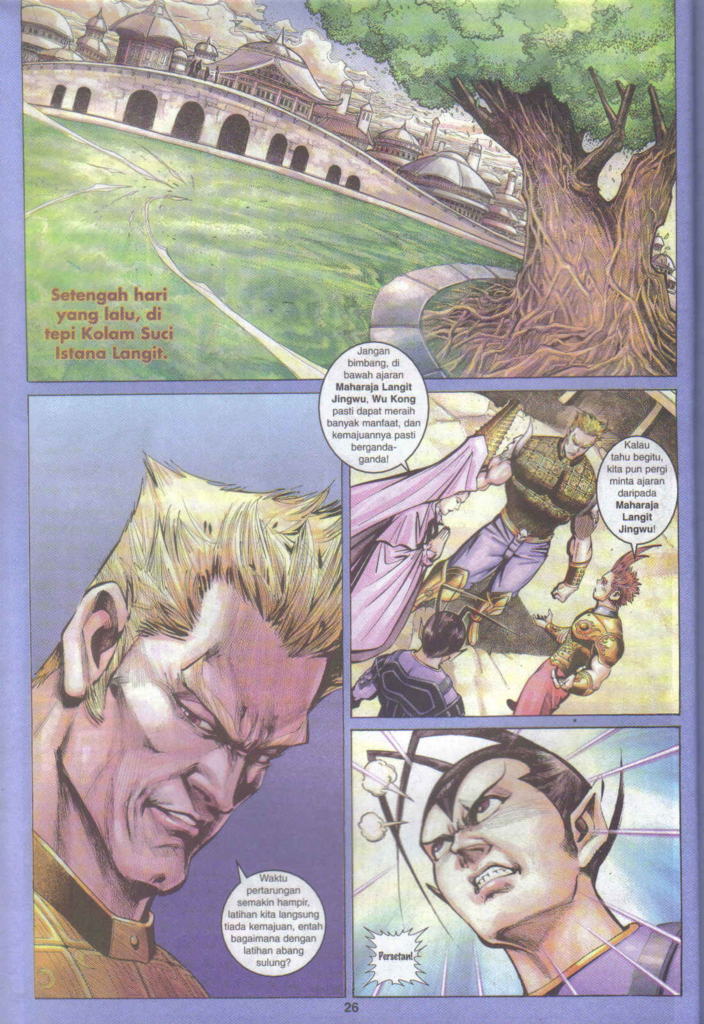 Setengah hari
yang lalu, di
tepi Kolam Suci
Istana Langit.
Waktu
pertarungan
semakin hampir,
latihan kita langsung
tiada kemajuan, entah
bagaimana dengan
latihan abang
sulung?
Jangan
bimbang, di
bawah ajaran
Maharaja Langit
Jingwu, Wu Kong
pasti dapat meraih
banyak manfaat, dan
kemajuannya pasti
berganda-
ganda!
Kalau
tahu begitu,
kita pun pergi
minta ajaran
daripada
Maharaja
Langit
Jingwu!
Persetan!
26